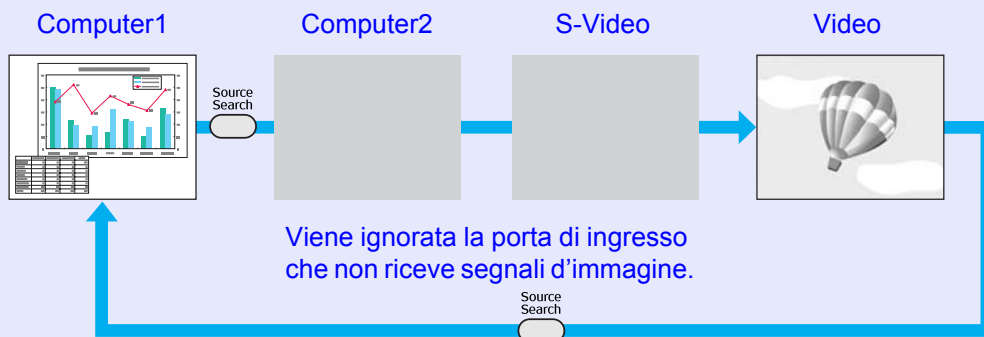 Computer1
Computer2
S-Video
Video
Source
Search
Viene ignorata la porta di ingresso
che non riceve segnali d’immagine.
Source
Search